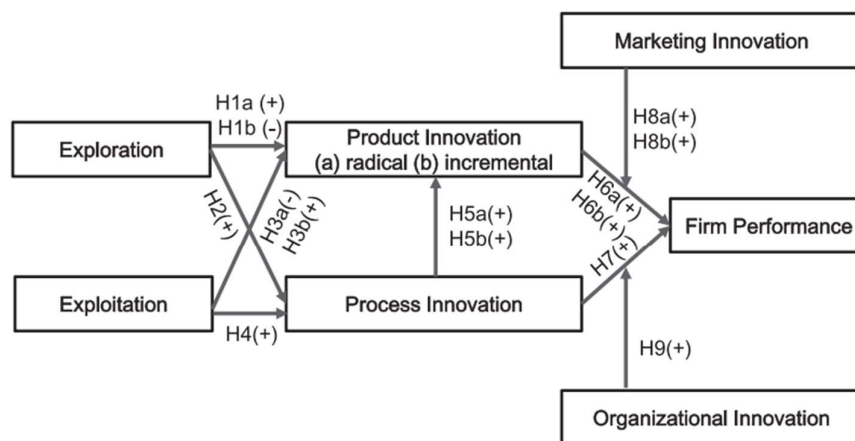 Marketing Innovation
H1a (+)
H1b (-)
H8a(+)
H8b(+)
Exploration
Product Innovation
(a) radical (b) incremental
H2(+)
H3a(-)
H3b(+)
H5a(+)
H5b(+)
H6a(+)
H6b(+)
H7(+)
Firm Performance
Exploitation
Process Innovation
H4(+)
H9(+)
Organizational Innovation